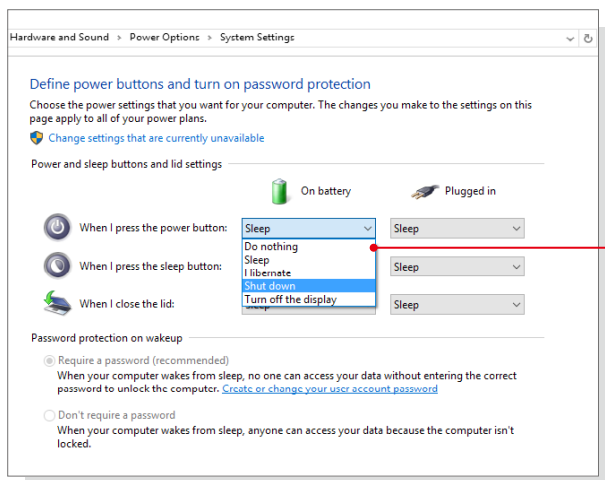 Hardware and Sound > Power Options > System Settings
Define power buttons and turn on password protection
Choose the power settings that you want for your computer. The changes you make to the settings on this
page apply to all of your power plans.
Change settings that are currently unavailable
Power and sleep buttons and lid settings
On battery Plugged in
When I press the power button: Sleep Sleep
Do nothing
Sleep
When I press the sleep button: Sleep
Hibernate
Shut down
Turn off the display
When I close the lid: Sleep Sleep
Password protection on wakeup
Require a password (recommended)
When your computer wakes from sleep, no one can access your data without entering the correct
password to unlock the computer. Create or change your user account password
Don't require a password
When your computer wakes from sleep, anyone can access your data because the computer isn't
locked.